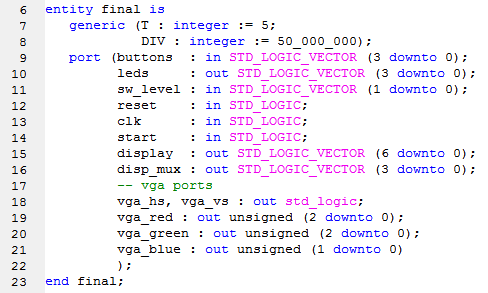 6 entity final is
7 generic (T : integer := 5;
8 DIV : integer := 50_000_000);
9 port (buttons : in STD_LOGIC_VECTOR (3 downto 0);
10 leds : out STD_LOGIC_VECTOR (3 downto 0);
11 sw_level : in STD_LOGIC_VECTOR (1 downto 0);
12 reset : in STD_LOGIC;
13 clk : in STD_LOGIC;
14 start : in STD_LOGIC;
15 display : out STD_LOGIC_VECTOR (6 downto 0);
16 disp_mux : out STD_LOGIC_VECTOR (3 downto 0);
17 -- vga ports
18 vga_hs, vga_vs : out std_logic;
19 vga_red : out unsigned (2 downto 0);
20 vga_green : out unsigned (2 downto 0);
21 vga_blue : out unsigned (1 downto 0)
22 );
23 end final;